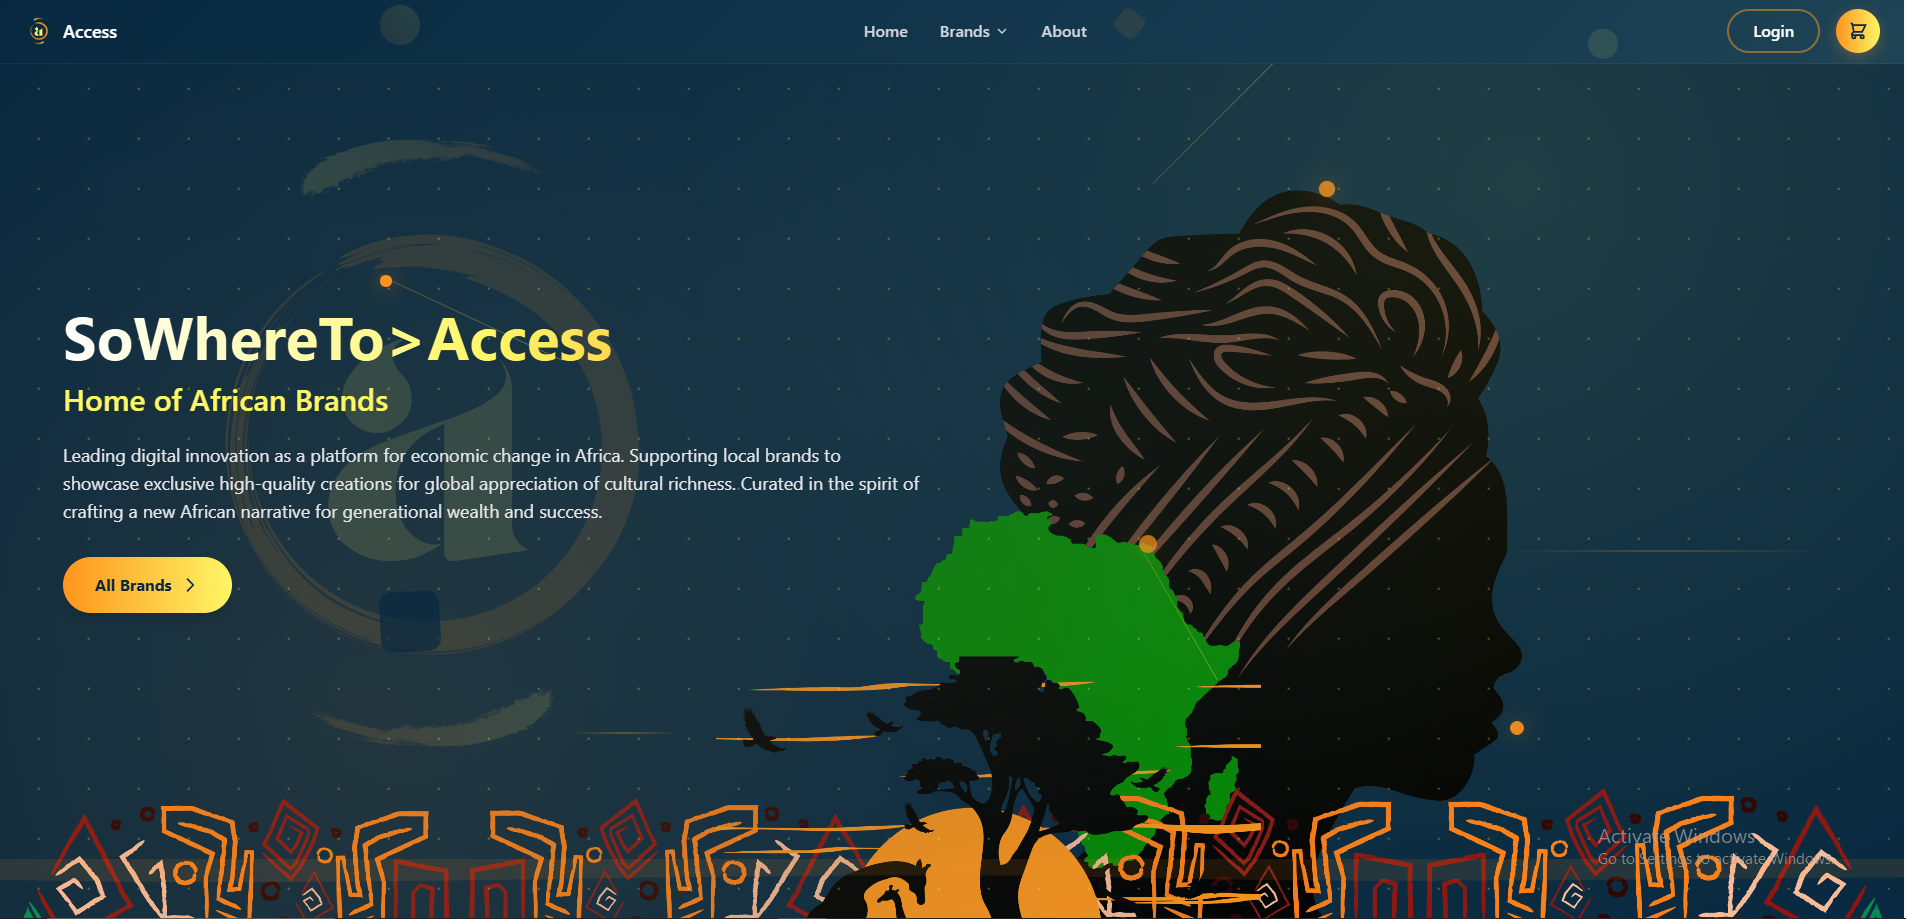 a Access
Home Brands About
Login
SoWhereTo>Access
Home of African Brands
a
Leading digital innovation as a platform for economic change in Africa. Supporting local brands to
showcase exclusive high-quality creations for global appreciation of cultural richness. Curated in the spirit of
crafting a new African narrative for generational wealth and success.
All Brands
Activate Windows
Go to Settings to activate Windows.